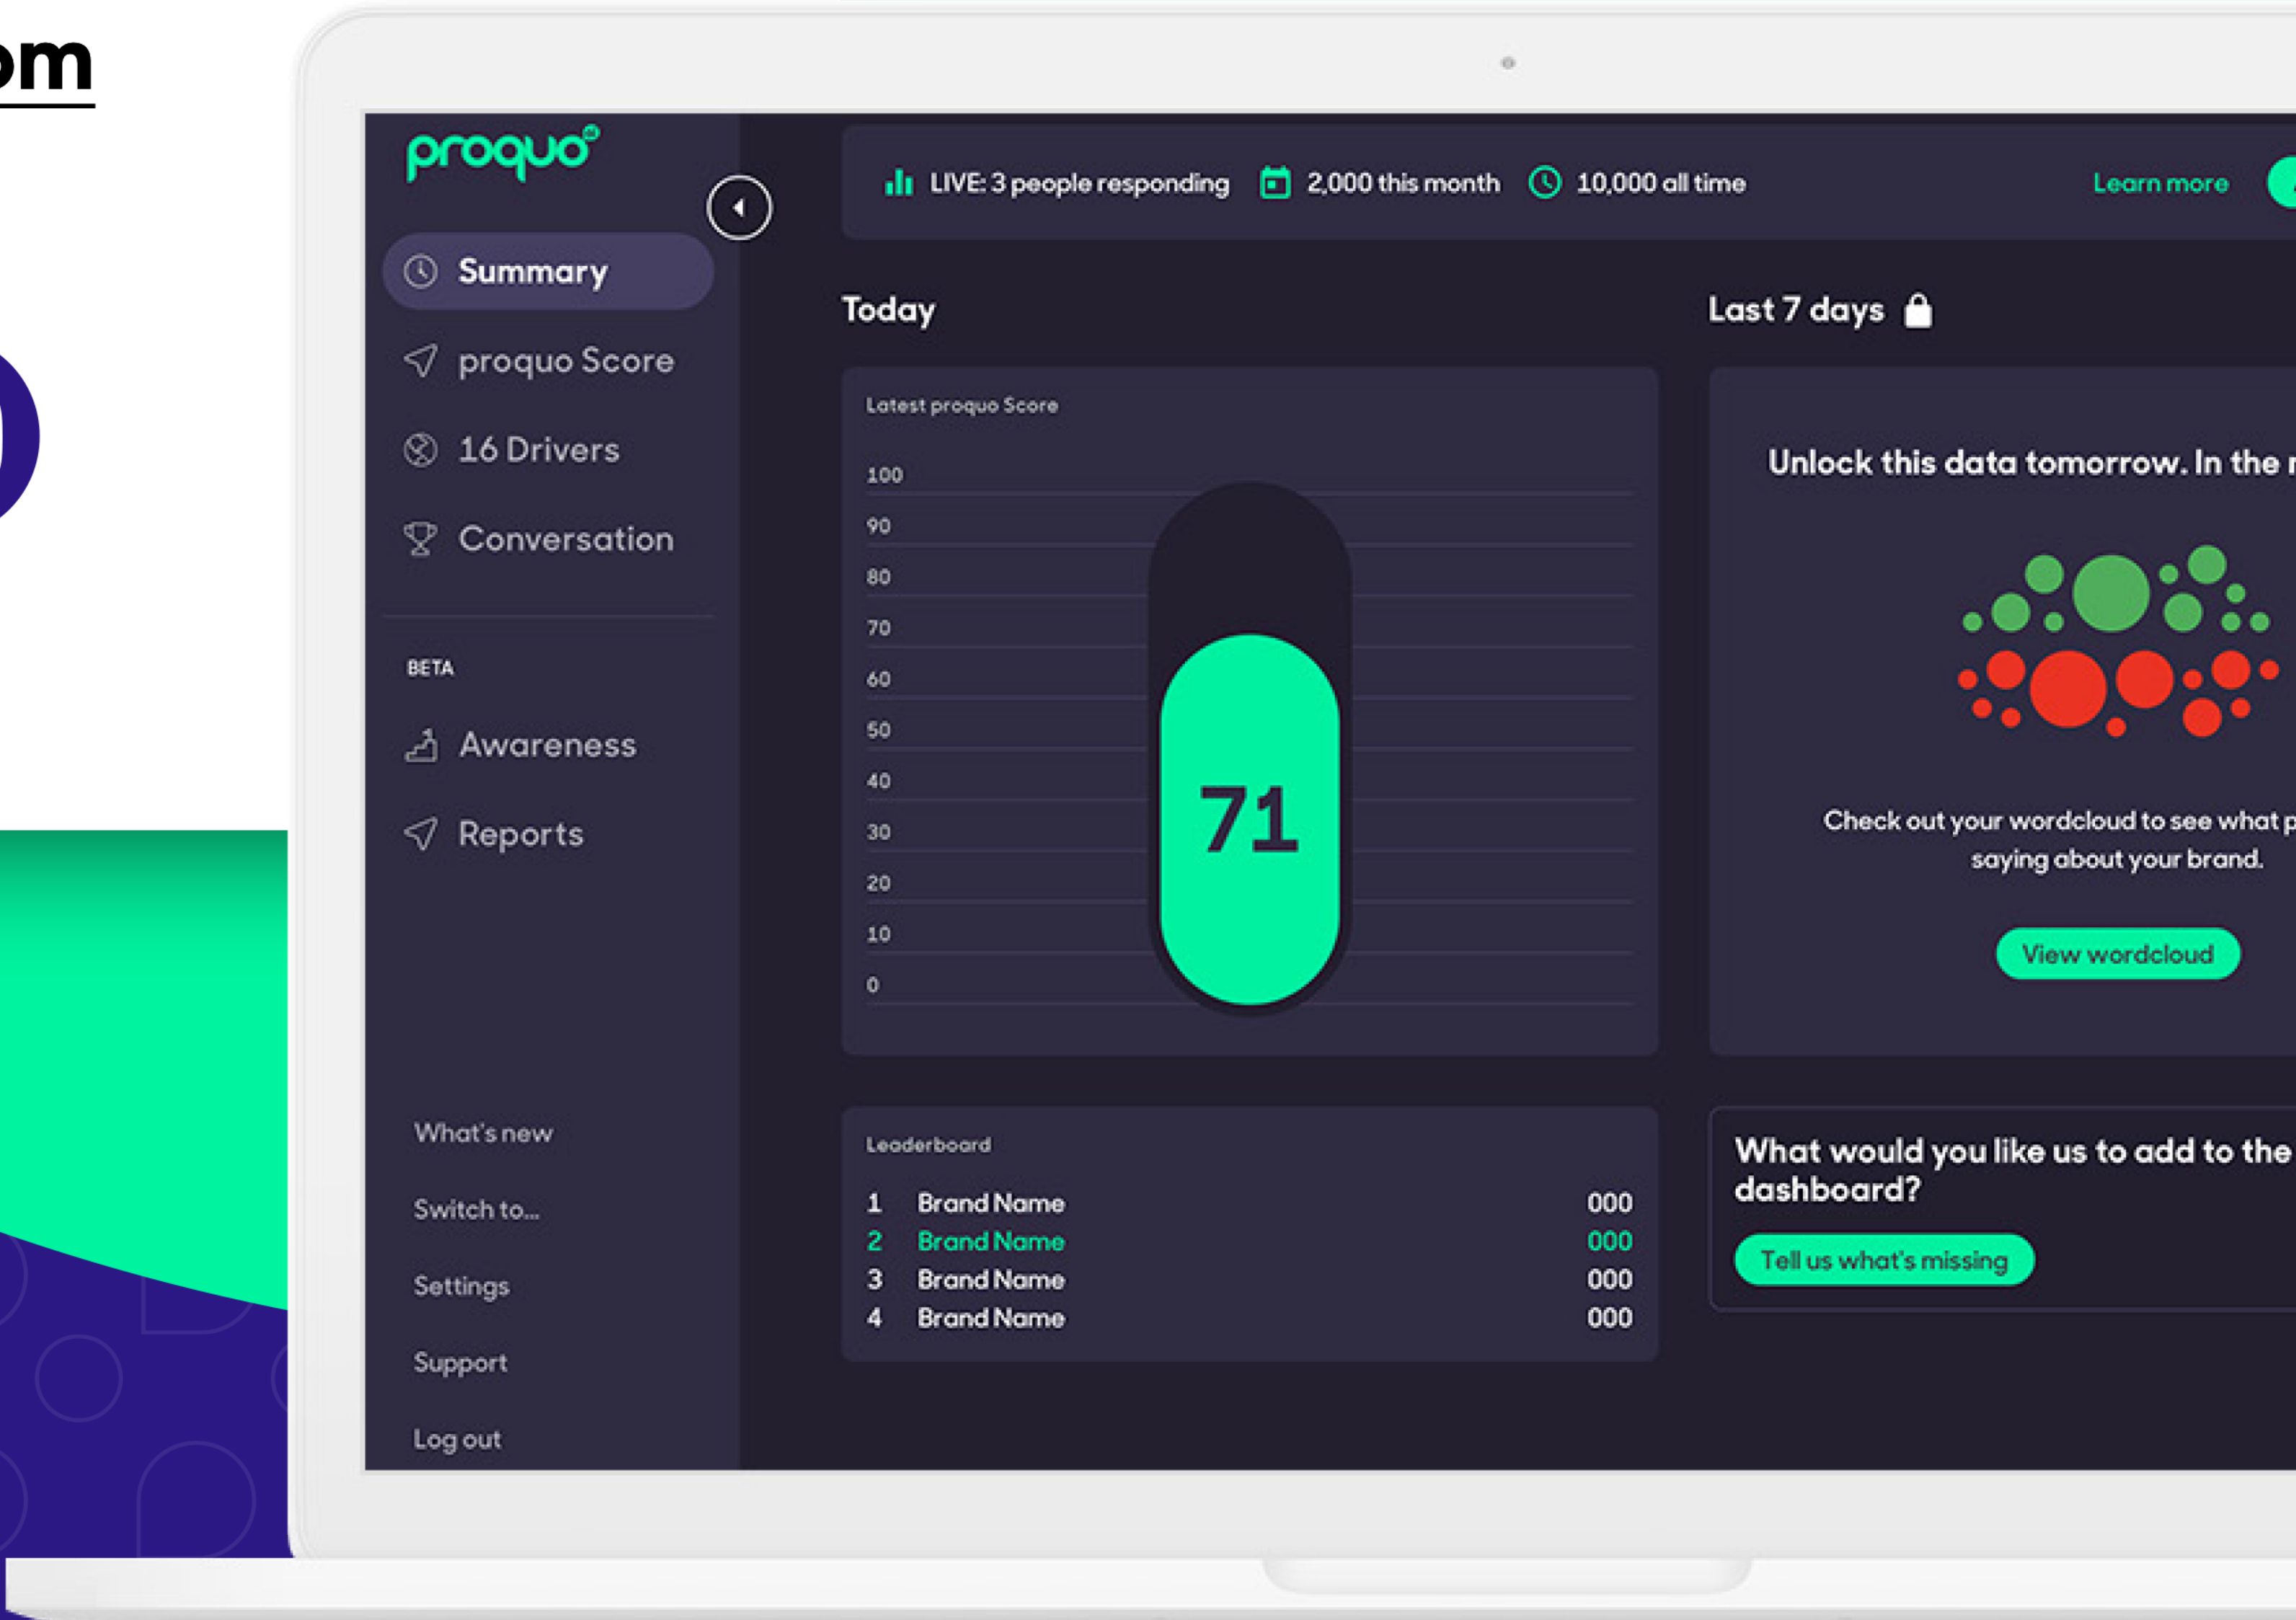 proquo
LIVE: 3 people responding
2,000 this month
10,000 all time
Learn more
Summary
proquo Score
16 Drivers
Conversation
BETA
Awareness
Reports
What's new
Switch to...
Settings
Support
Log out
Today
Latest proquo Score
100
90
80
70
60
50
40
30
20
10
0
71
Leaderboard
1 Brand Name 000
2 Brand Name 000
3 Brand Name 000
4 Brand Name 000
Last 7 days
Unlock this data tomorrow. In the
Check out your wordcloud to see what
saying about your brand.
View wordcloud
What would you like us to add to the
dashboard?
Tell us what's missing